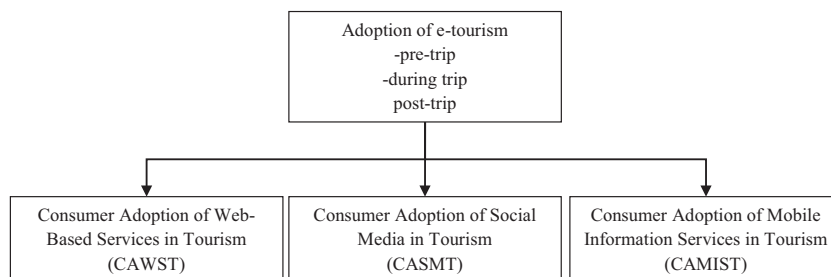 Adoption of e-tourism
-pre-trip
-during trip
post-trip
Consumer Adoption of Web-
Based Services in Tourism
(CAWST)
Consumer Adoption of Social
Media in Tourism
(CASMT)
Consumer Adoption of Mobile
Information Services in Tourism
(CAMIST)